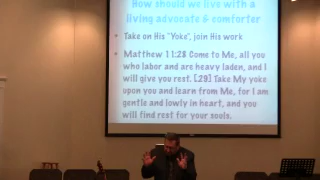 How should we live with a
living advocate & comforter
• Take on His "Yoke", join His work
• Matthew 11:28 Come to Me, all you
who labor and are heavy laden, and I
will give you rest. [29] Take My yoke
upon you and learn from Me, for I am
gentle and lowly in heart, and you
will find rest for your souls.